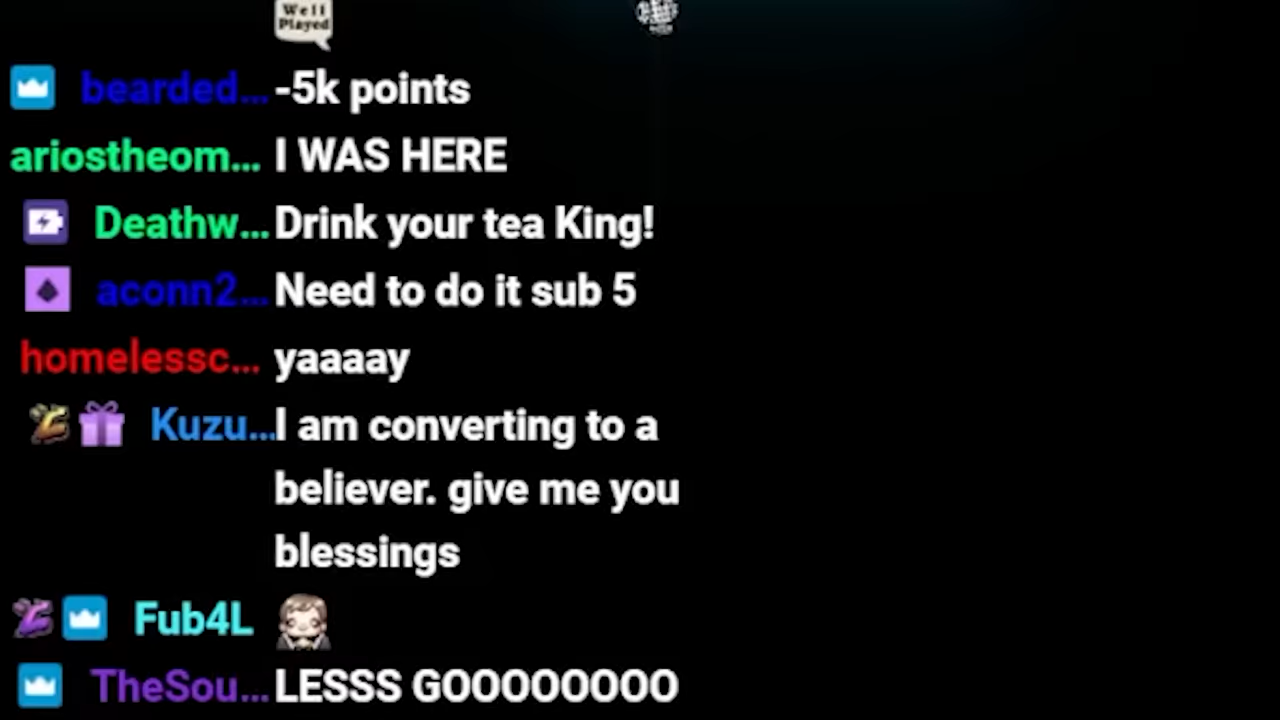 Well
Played
bearded... -5k points
ariostheom... I WAS HERE
Deathw... Drink your tea King!
aconn2... Need to do it sub 5
homelessc... yaaaay
Kuzu... I am converting to a
believer. give me you
blessings
Fub4L
TheSou... LESSS GOOOOOOOO